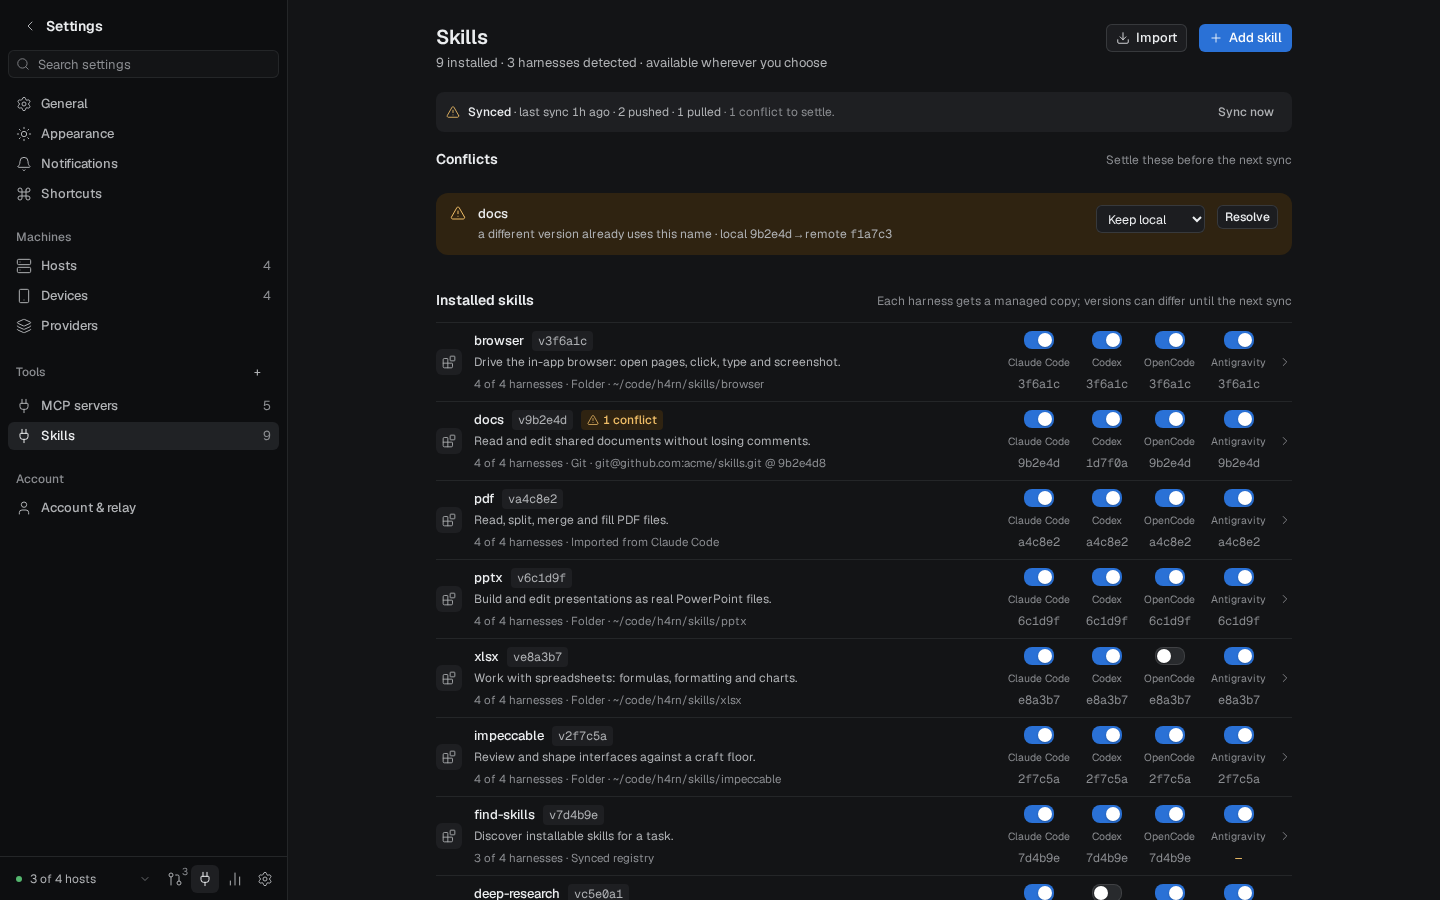 Settings
Search settings
General
Appearance
Notifications
Shortcuts
Machines
Hosts 4
Devices 4
Providers
Tools +
MCP servers 5
Skills 9
Account
Account & relay
3 of 4 hosts
3
Skills
9 installed · 3 harnesses detected · available wherever you choose
Import
Add skill
Synced · last sync 1h ago · 2 pushed · 1 pulled · 1 conflict to settle.
Sync now
Conflicts
Settle these before the next sync
docs
a different version already uses this name · local 9b2e4d → remote f1a7c3
Keep local
Resolve
Installed skills
Each harness gets a managed copy; versions can differ until the next sync
browser v3f6a1c
Drive the in-app browser: open pages, click, type and screenshot.
4 of 4 harnesses · Folder · ~/code/h4rn/skills/browser
Claude Code Codex OpenCode Antigravity
3f6a1c 3f6a1c 3f6a1c 3f6a1c
docs v9b2e4d 1 conflict
Read and edit shared documents without losing comments.
4 of 4 harnesses · Git · git@github.com:acme/skills.git @ 9b2e4d8
Claude Code Codex OpenCode Antigravity
9b2e4d 1d7f0a 9b2e4d 9b2e4d
pdf va4c8e2
Read, split, merge and fill PDF files.
4 of 4 harnesses · Imported from Claude Code
Claude Code Codex OpenCode Antigravity
a4c8e2 a4c8e2 a4c8e2 a4c8e2
pptx v6c1d9f
Build and edit presentations as real PowerPoint files.
4 of 4 harnesses · Folder · ~/code/h4rn/skills/pptx
Claude Code Codex OpenCode Antigravity
6c1d9f 6c1d9f 6c1d9f 6c1d9f
xlsx ve8a3b7
Work with spreadsheets: formulas, formatting and charts.
4 of 4 harnesses · Folder · ~/code/h4rn/skills/xlsx
Claude Code Codex OpenCode Antigravity
e8a3b7 e8a3b7 e8a3b7 e8a3b7
impeccable v2f7c5a
Review and shape interfaces against a craft floor.
4 of 4 harnesses · Folder · ~/code/h4rn/skills/impeccable
Claude Code Codex OpenCode Antigravity
2f7c5a 2f7c5a 2f7c5a 2f7c5a
find-skills v7d4b9e
Discover installable skills for a task.
3 of 4 harnesses · Synced registry
Claude Code Codex OpenCode Antigravity
7d4b9e 7d4b9e 7d4b9e –
deep-research vc5e0a1